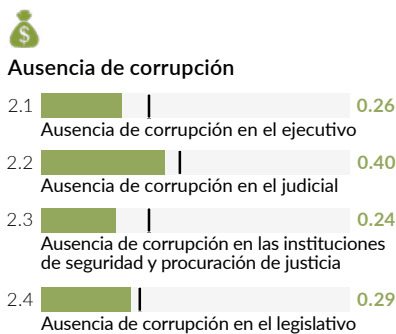 $
Ausencia de corrupción
2.1 0.26
Ausencia de corrupción en el ejecutivo
2.2 0.40
Ausencia de corrupción en el judicial
2.3 0.24
Ausencia de corrupción en las instituciones
de seguridad y procuración de justicia
2.4 0.29
Ausencia de corrupción en el legislativo